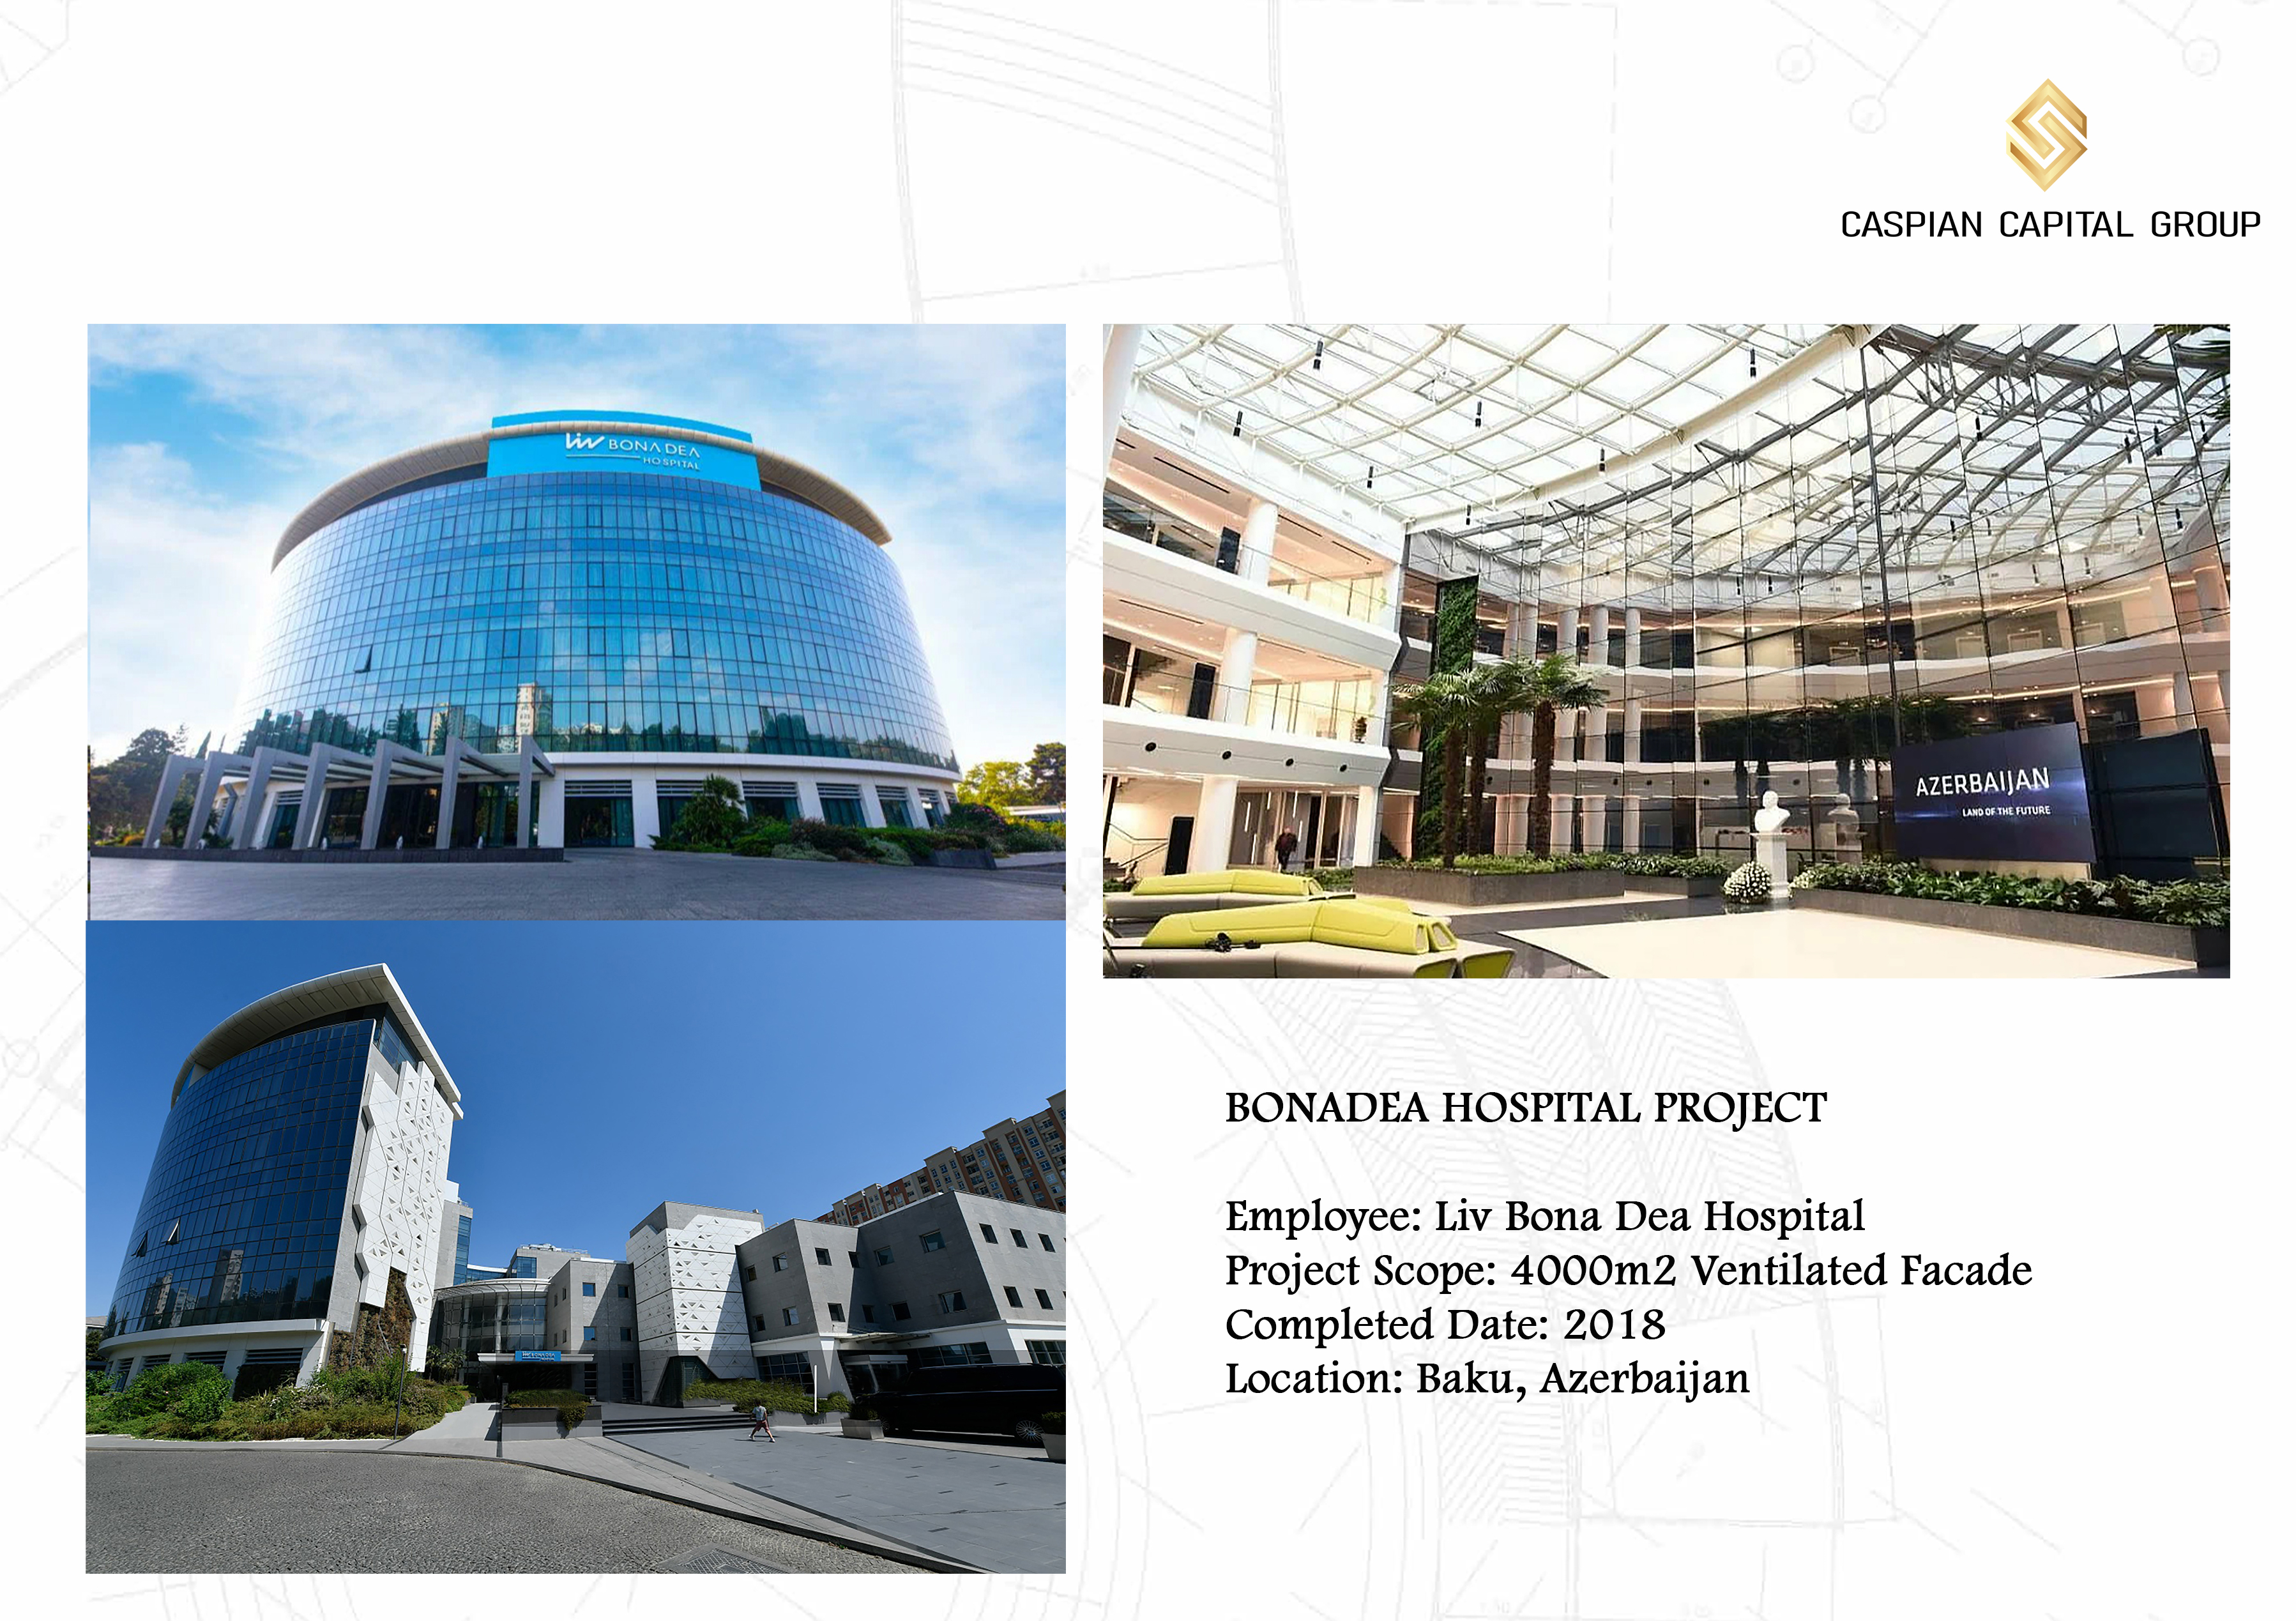 CASPIAN CAPITAL GROUP
Liv BONA DEA
HOSPITAL
AZERBAIJAN
LAND OF THE FUTURE
BONADEA HOSPITAL PROJECT
Employee: Liv Bona Dea Hospital
Project Scope: 4000m2 Ventilated Facade
Completed Date: 2018
Location: Baku, Azerbaijan